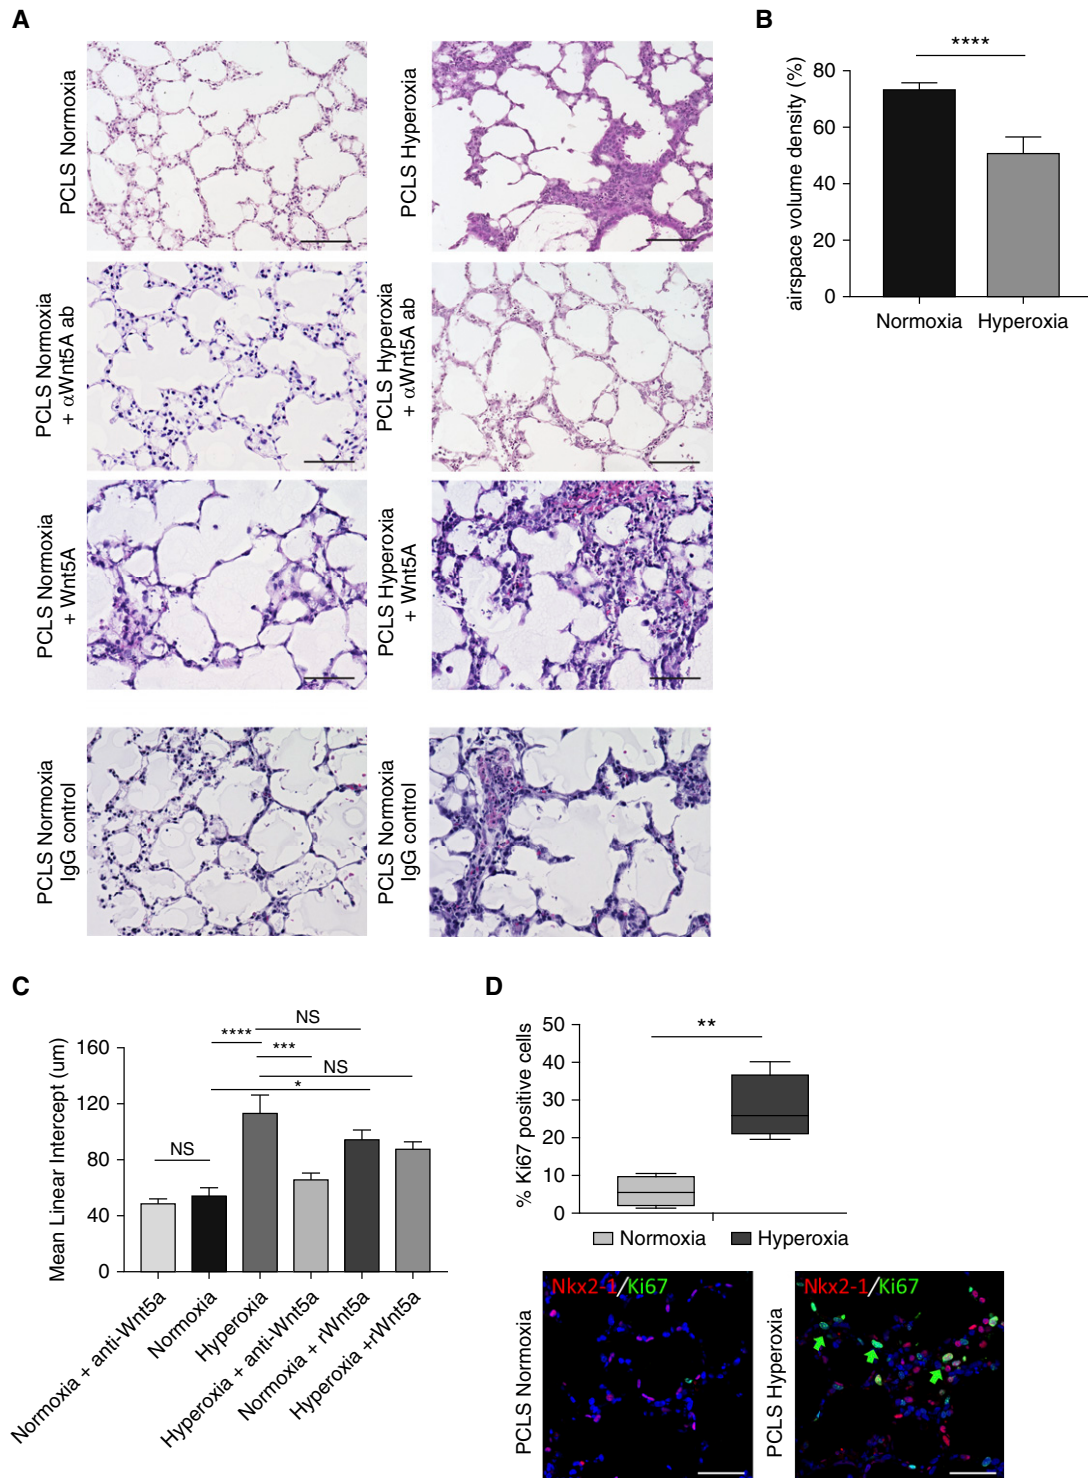 A
PCLS Normoxia
PCLS Hyperoxia
PCLS Normoxia
+ αWnt5A ab
PCLS Hyperoxia
+ αWnt5A ab
PCLS Normoxia
+ Wnt5A
PCLS Hyperoxia
+ Wnt5A
PCLS Normoxia
IgG control
PCLS Normoxia
IgG control
B
****
airspace volume density (%)
80
60
40
20
0
Normoxia Hyperoxia
C
NS
****
***
NS
*
NS
Mean Linear Intercept (um)
160
120
80
40
0
Normoxia + anti-Wnt5a
Normoxia
Hyperoxia
Hyperoxia + anti-Wnt5a
Normoxia + rWnt5a
Hyperoxia +rWnt5a
D
**
% Ki67 positive cells
50
40
30
20
10
0
Normoxia Hyperoxia
PCLS Normoxia
Nkx2-1/Ki67
PCLS Hyperoxia
Nkx2-1/Ki67